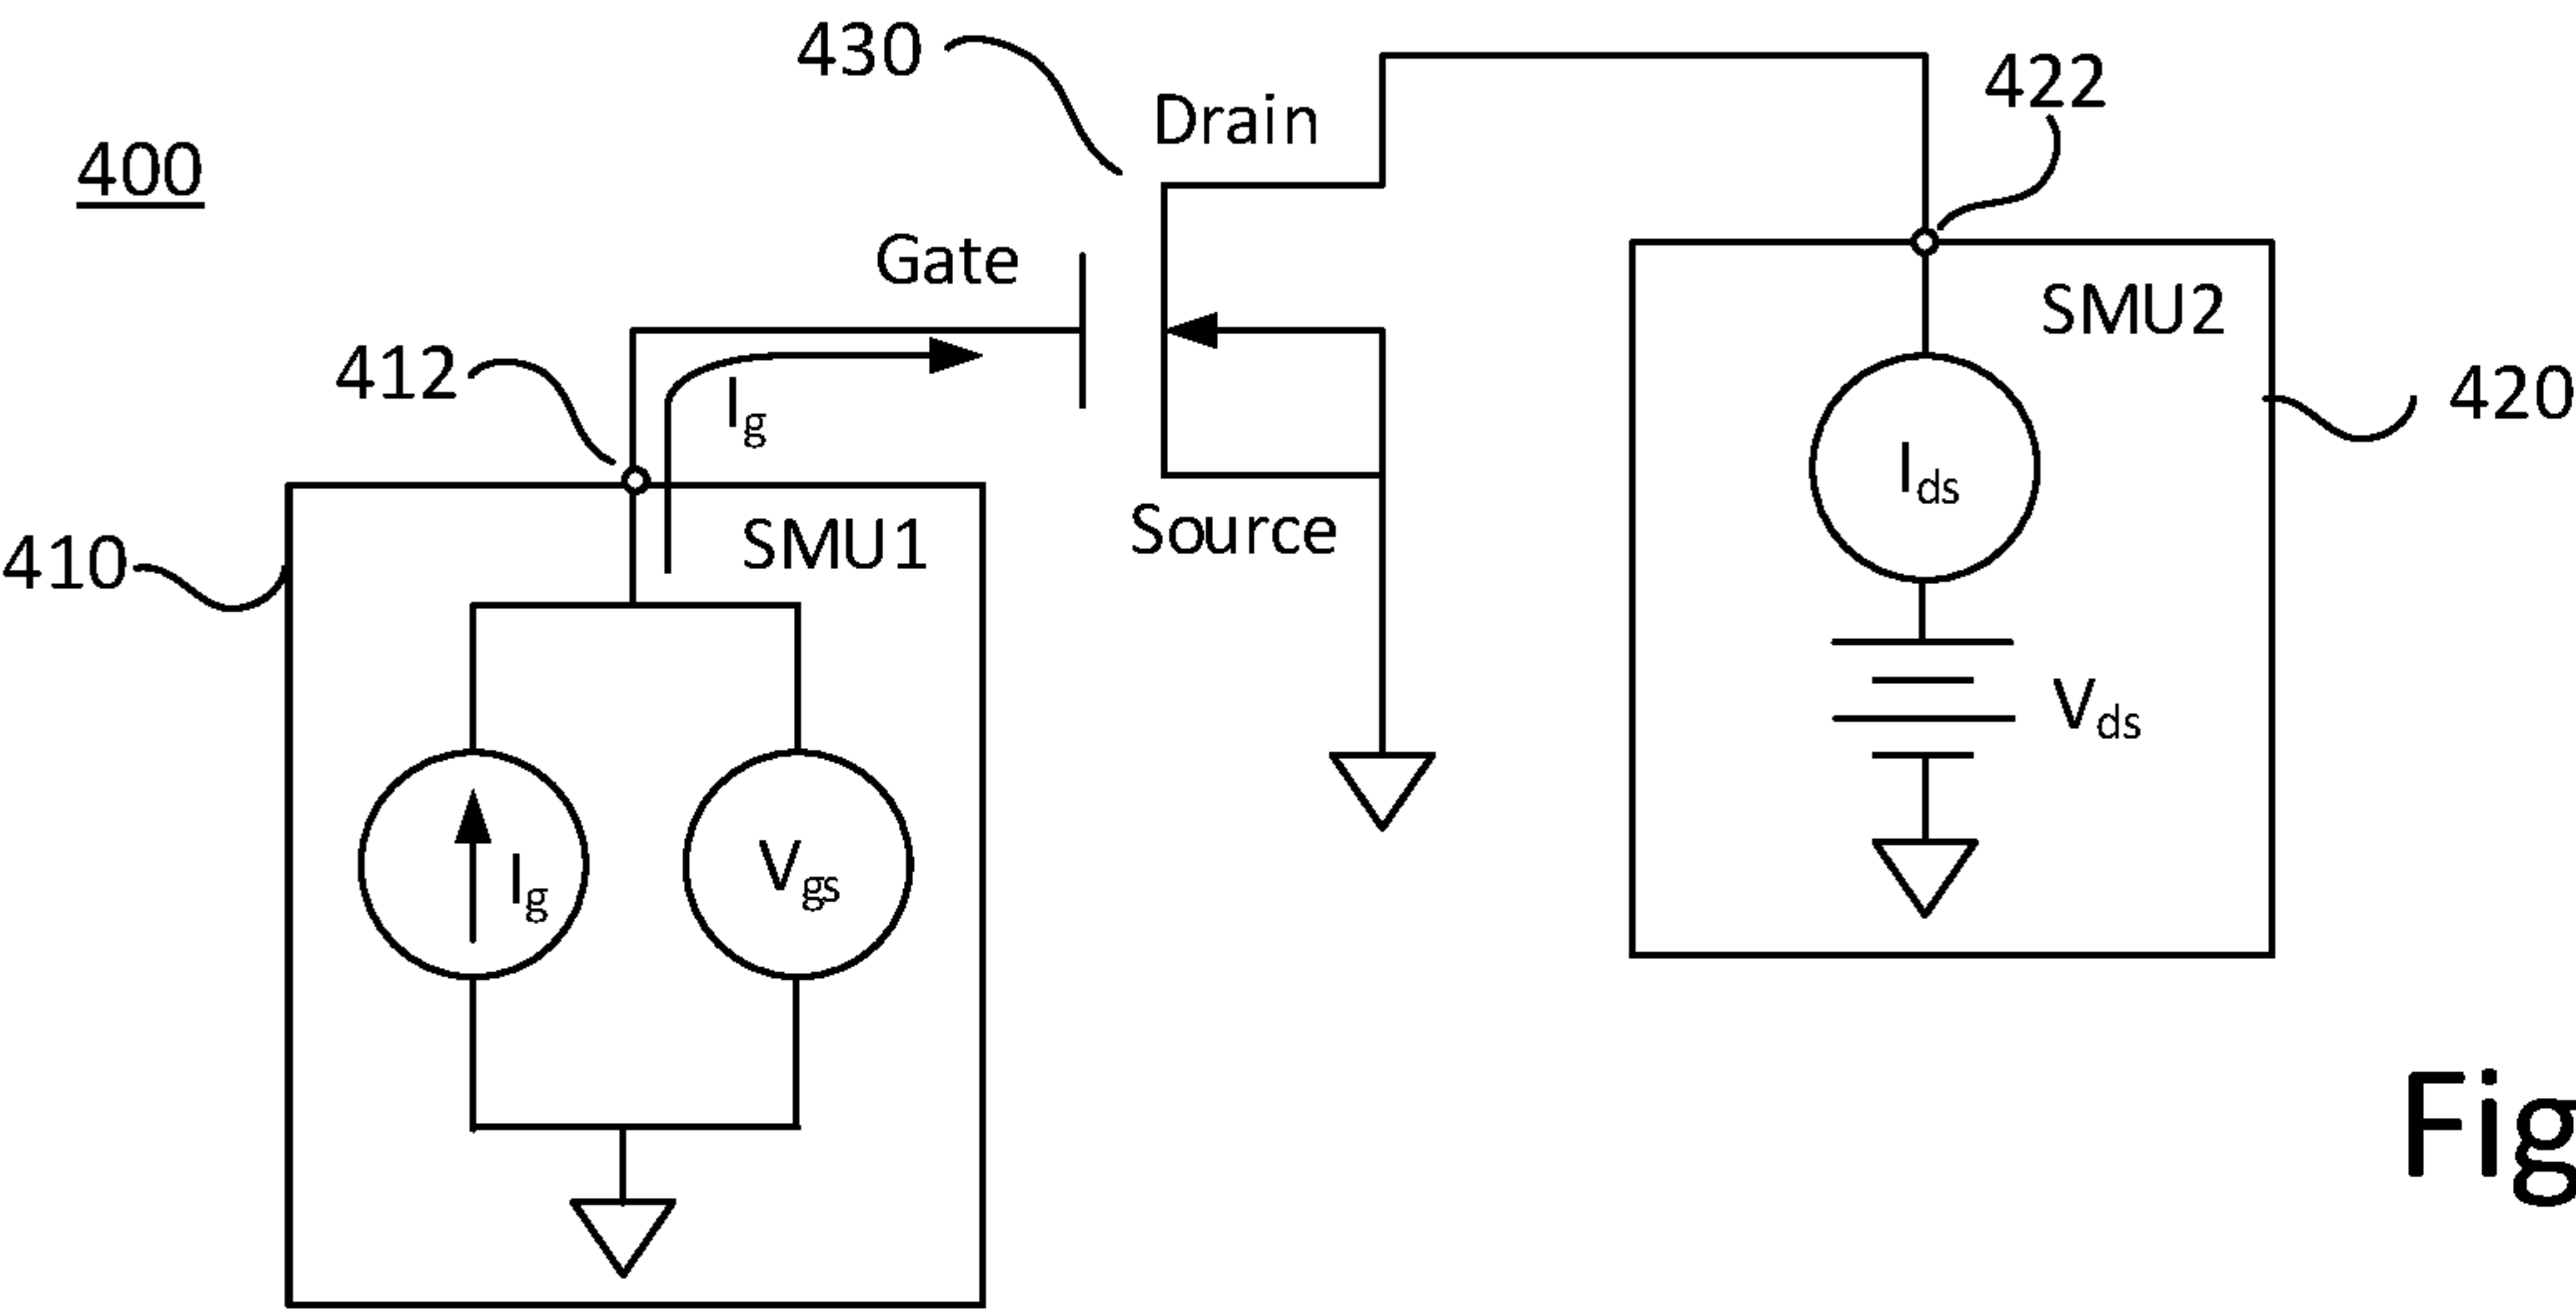 430
Drain
422
400
Gate
SMU2
412
Ig
420
Ids
SMU1
Source
410
Vds
Ig
Vgs
Fig